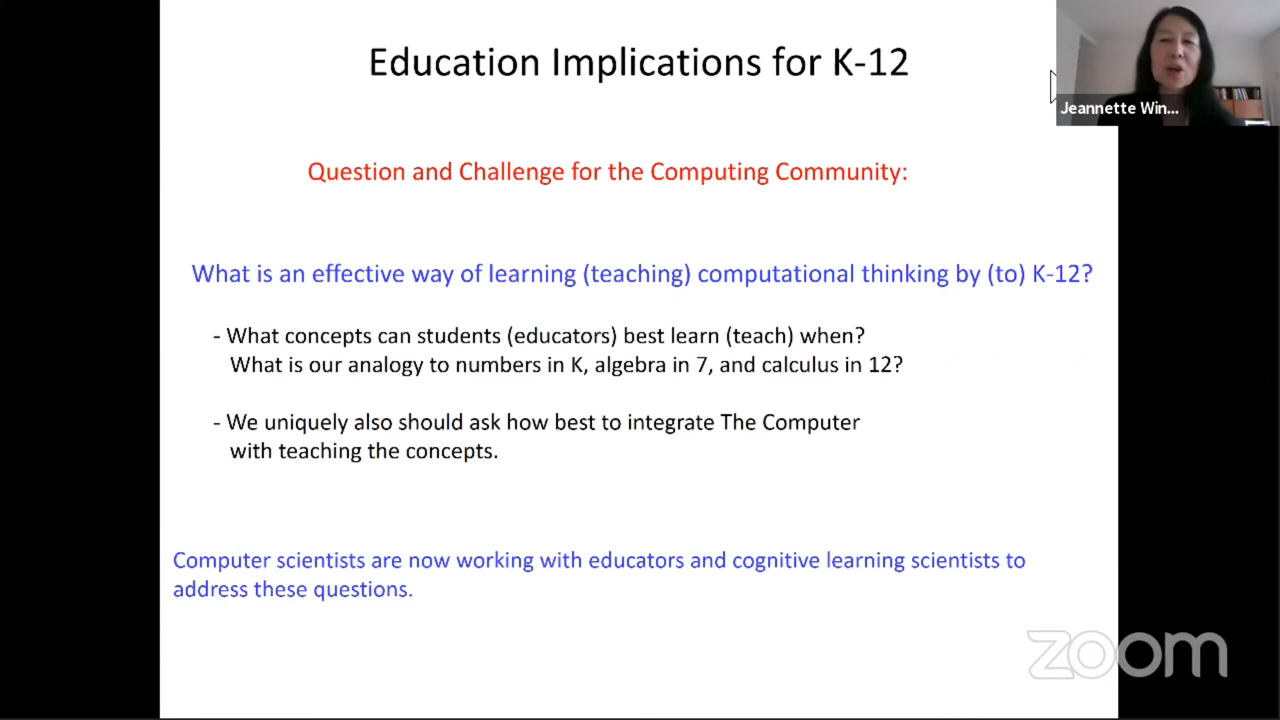 Education Implications for K-12
Jeannette Win...
Question and Challenge for the Computing Community:
What is an effective way of learning (teaching) computational thinking by (to) K-12?
- What concepts can students (educators) best learn (teach) when?
What is our analogy to numbers in K, algebra in 7, and calculus in 12?
- We uniquely also should ask how best to integrate The Computer
with teaching the concepts.
Computer scientists are now working with educators and cognitive learning scientists to
address these questions.
zoom